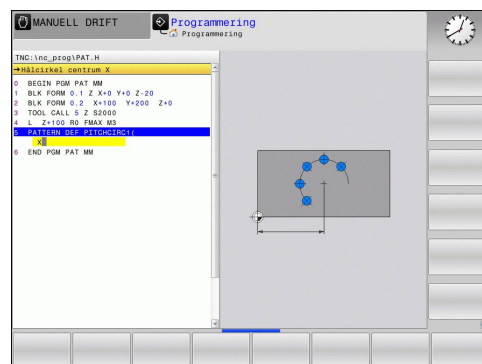 MANUELL DRIFT
Programmering
Programmering
TNC:\nc_prog\PAT.H
→Hålcirkel centrum X
0 BEGIN PGM PAT MM
1 BLK FORM 0.1 Z X+0 Y+0 Z-20
2 BLK FORM 0.2 X+100 Y+200 Z+0
3 TOOL CALL 5 Z S2000
4 L Z+100 R0 FMAX M3
5 PATTERN DEF PITCHCIRC1(
X
6 END PGM PAT MM